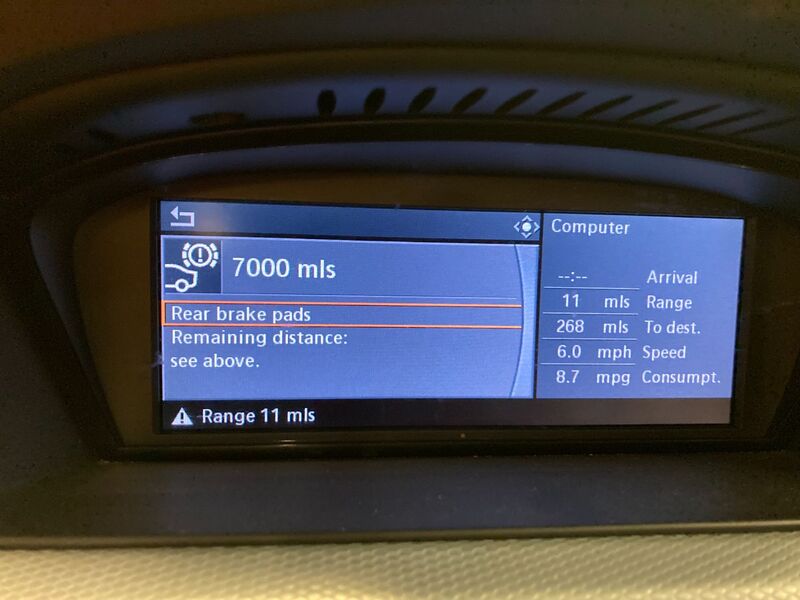 7000 mls
Rear brake pads
Remaining distance:
see above.
Range 11 mls
Computer
--:-- Arrival
11 mls Range
268 mls To dest.
6.0 mph Speed
8.7 mpg Consumpt.